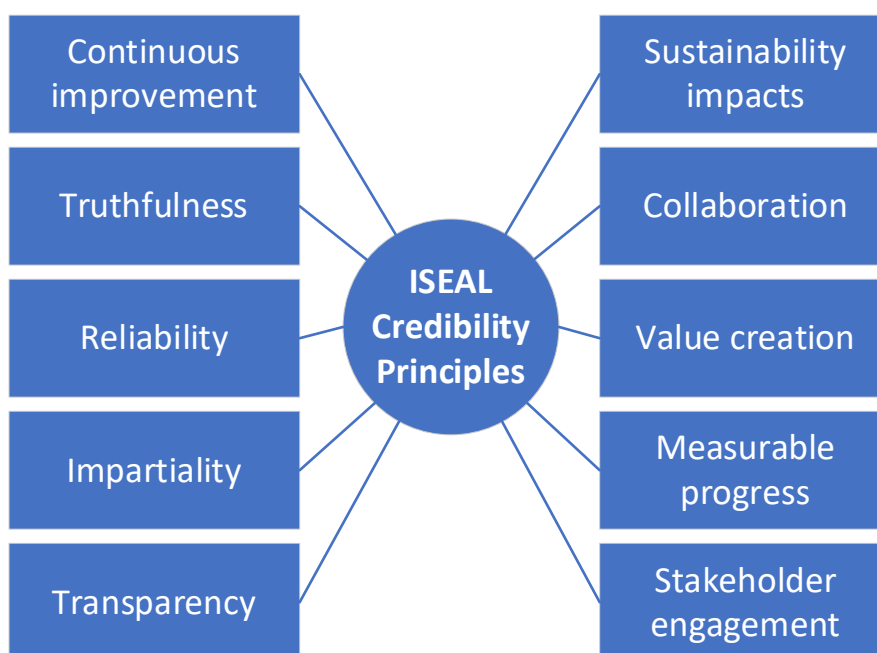 Continuous
improvement
Truthfulness
Reliability
Impartiality
Transparency
ISEAL
Credibility
Principles
Sustainability
impacts
Collaboration
Value creation
Measurable
progress
Stakeholder
engagement